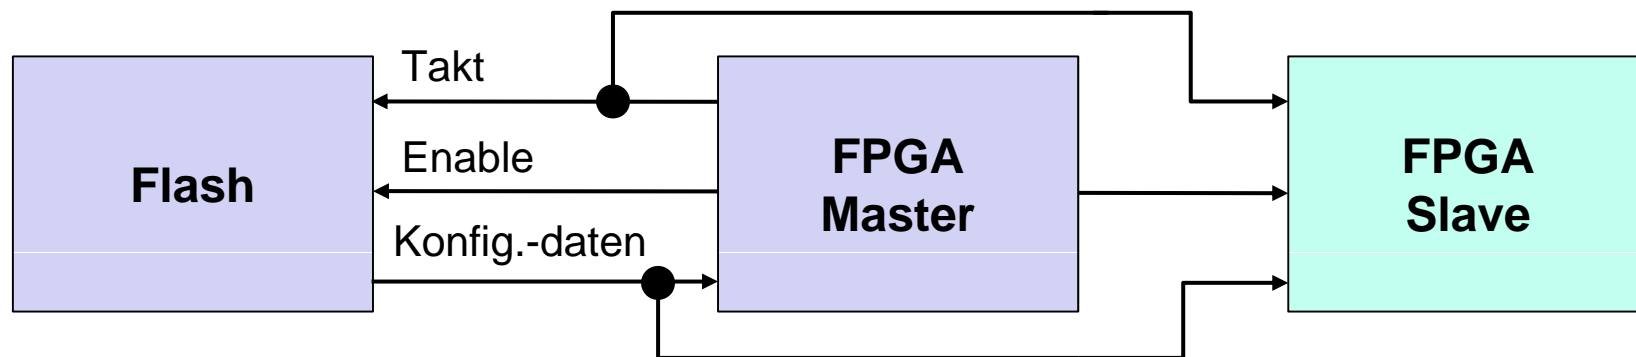 Takt
Enable
Konfig.-daten
Flash
FPGA
Master
FPGA
Slave